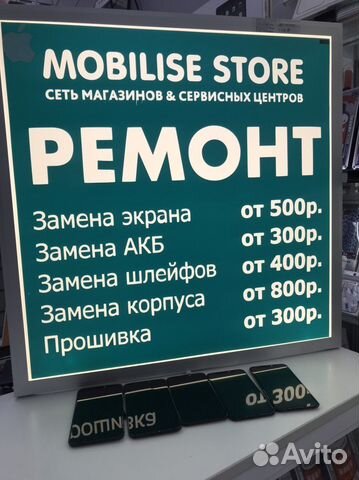 MOBILISE STORE
СЕТЬ МАГАЗИНОВ & СЕРВИСНЫХ ЦЕНТРОВ
РЕМОНТ
Замена экрана от 500р.
Замена АКБ от 300р.
Замена шлейфов от 400р.
Замена корпуса от 800р.
Прошивка от 300р.
Avito